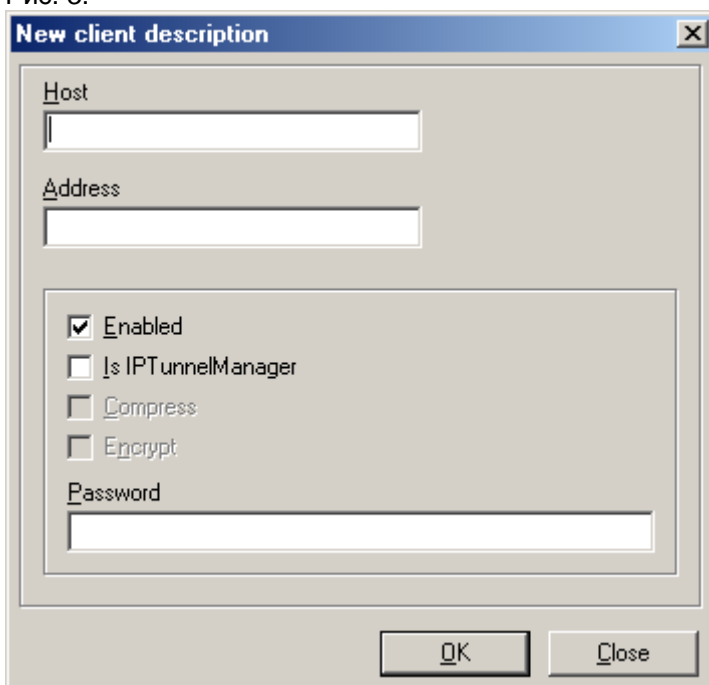 New client description
Host
Address
Enabled
Is IPTunnelManager
Compress
Encrypt
Password
OK
Close